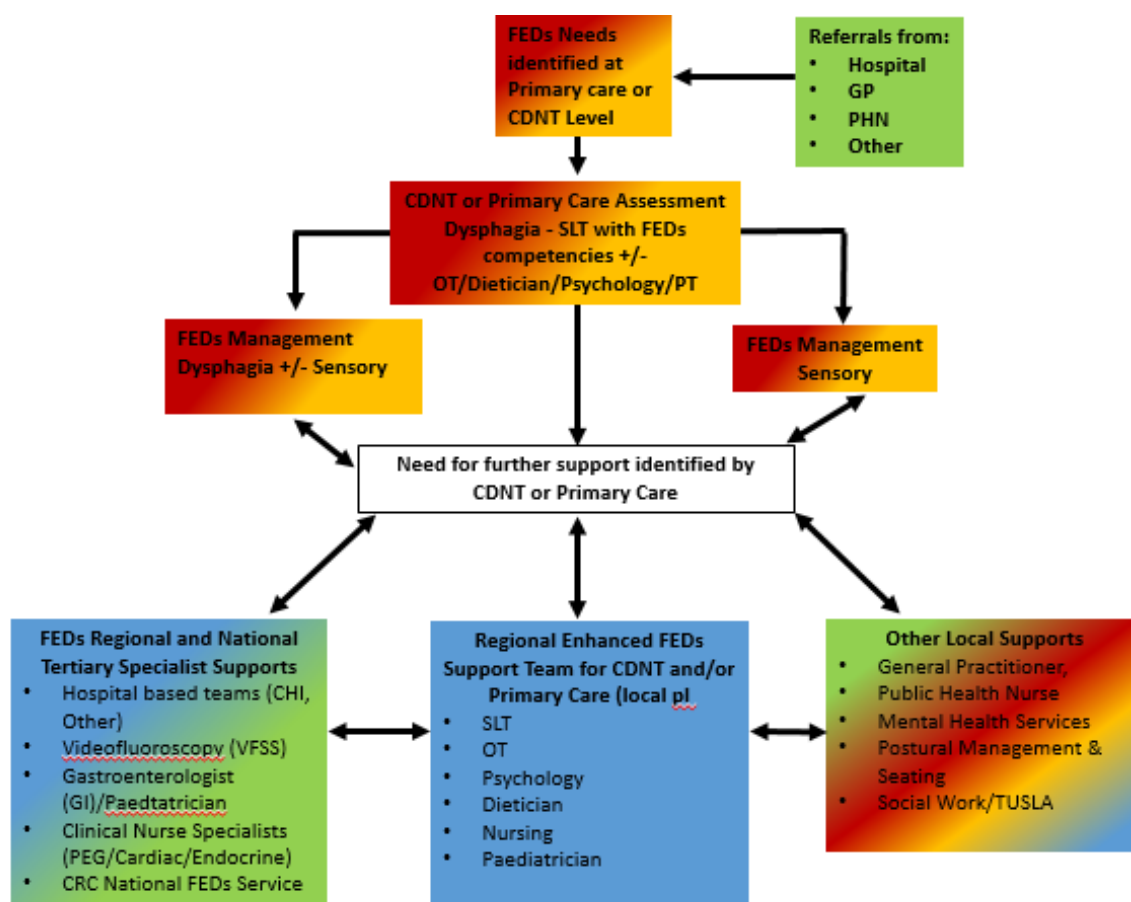 FEDs Needs
identified at
Primary care or
CDNT Level
Referrals from:
• Hospital
• GP
• PHN
• Other
CDNT or Primary Care Assessment
Dysphagia - SLT with FEDs
competencies +/-
OT/Dietician/Psychology/PT
FEDs Management
Dysphagia +/- Sensory
FEDs Management
Sensory
Need for further support identified by
CDNT or Primary Care
FEDs Regional and National
Tertiary Specialist Supports
• Hospital based teams (CHI,
Other)
• Videofluoroscopy (VFSS)
• Gastroenterologist
(GI)/Paedtatrician
• Clinical Nurse Specialists
(PEG/Cardiac/Endocrine)
• CRC National FEDs Service
Regional Enhanced FEDs
Support Team for CDNT and/or
Primary Care (local pl
• SLT
• OT
• Psychology
• Dietician
• Nursing
• Paediatrician
Other Local Supports
• General Practitioner,
• Public Health Nurse
• Mental Health Services
• Postural Management &
Seating
• Social Work/TUSLA